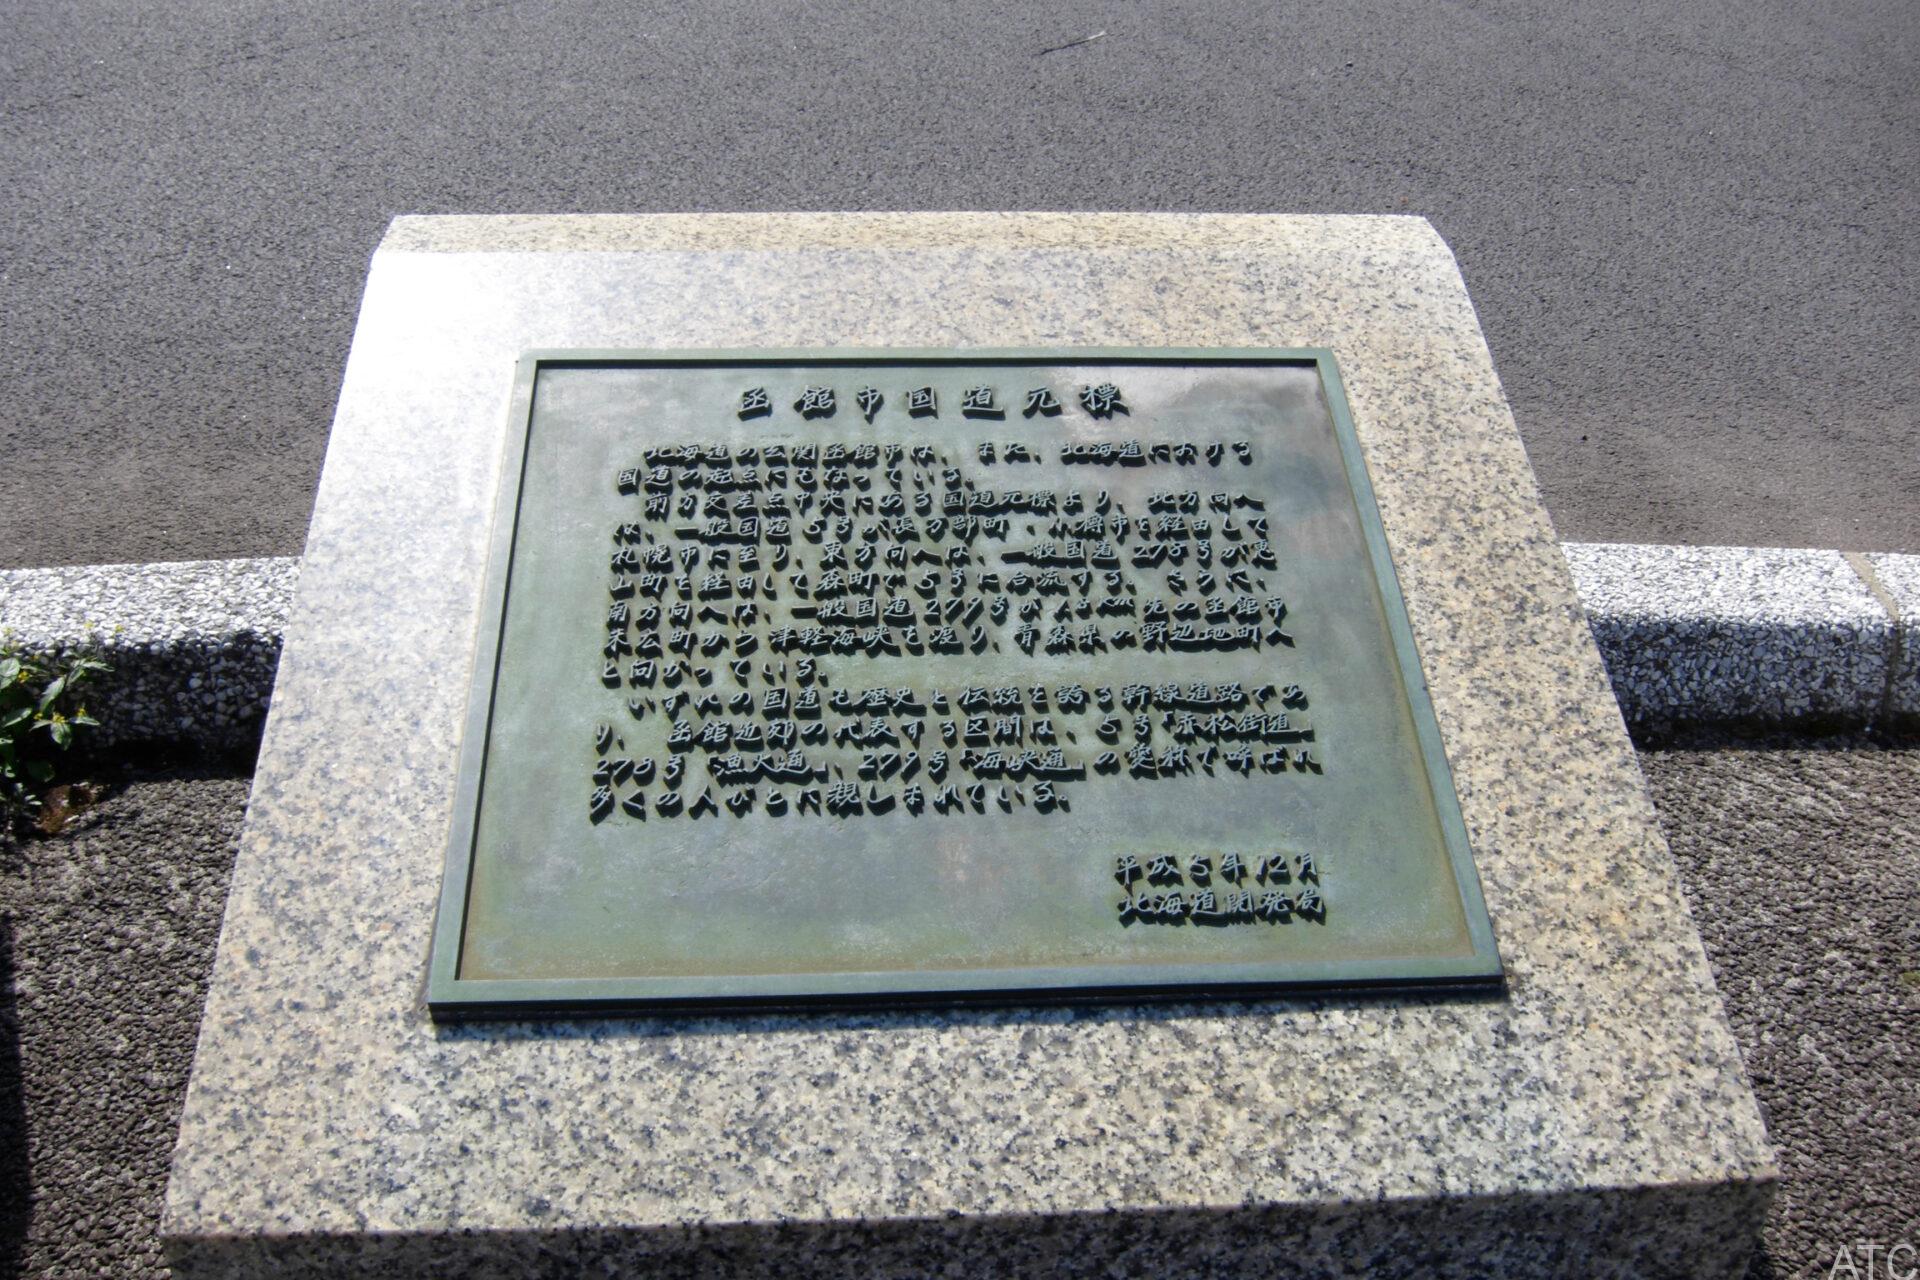 函館市国道元標
北海道の玄関函館市は、また、北海道における
国道の起点にもなっている。
前方交差点中央にある国道元標より、北方向へ
は、一般国道5号が長万部町、小樽市を経由して
札幌市に至り、東方向へは、一般国道278号が恵
山町を経由して森町で5号に合流する。さらに、
南方向へは、一般国道279号がの函館市
末広町から津軽海峡を渡り、青森県の野辺地町へ
と向かっている。
いずれの国道も歴史と伝統を誇る幹線道路であ
り、函館近郊の代表する区間は、5号「赤松街道」
278号「漁火通」、279号「海峡通」の愛称で呼ばれ
多くの人びとに親しまれている。
平成5年12月
北海道開発局
ATC